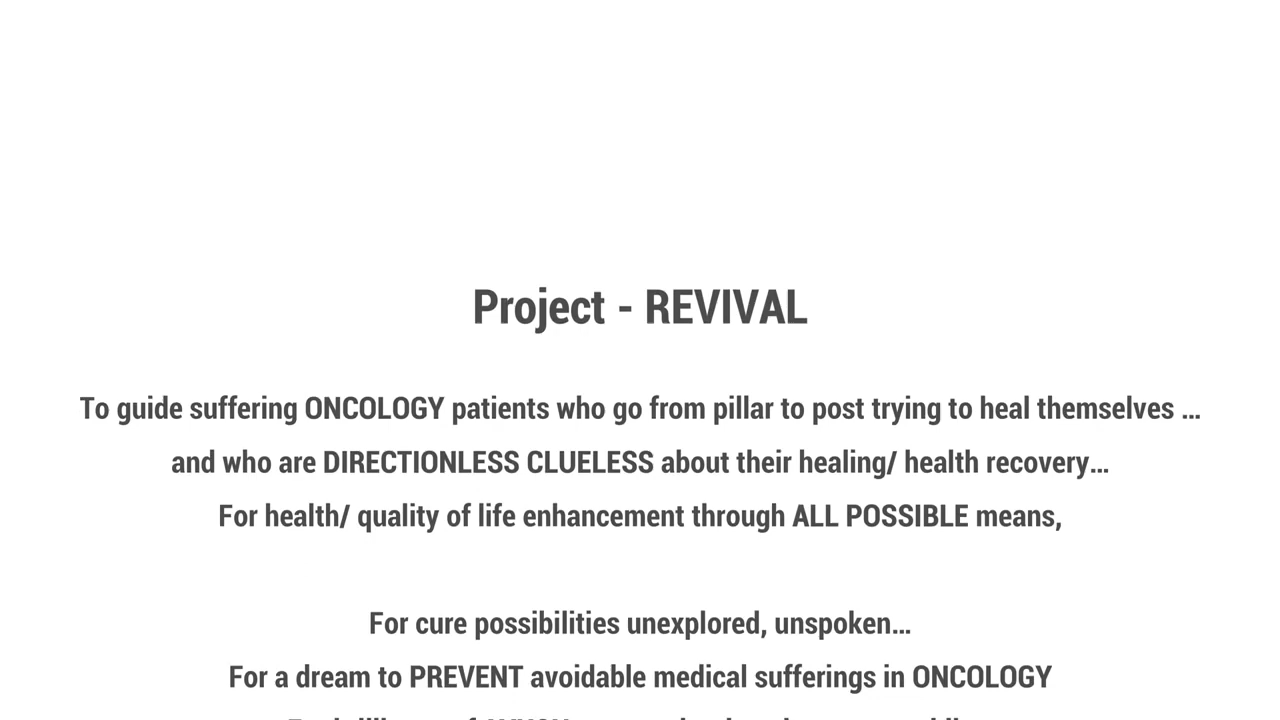 Project - REVIVAL
To guide suffering ONCOLOGY patients who go from pillar to post trying to heal themselves ...
and who are DIRECTIONLESS CLUELESS about their healing/ health recovery...
For health/ quality of life enhancement through ALL POSSIBLE means,
For cure possibilities unexplored, unspoken...
For a dream to PREVENT avoidable medical sufferings in ONCOLOGY